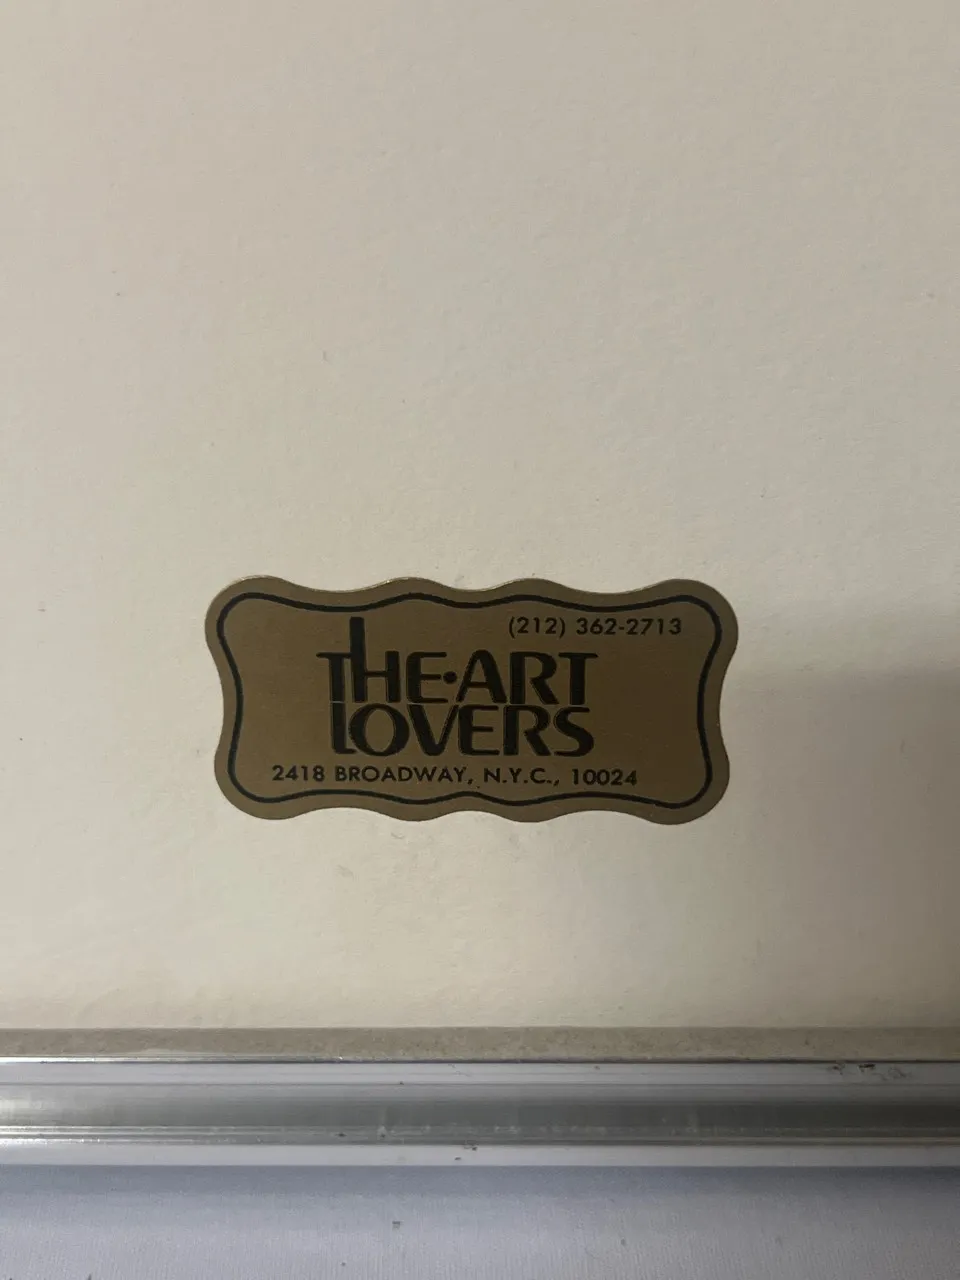 (212) 362-2713
THE·ART
LOVERS
2418 BROADWAY, N.Y.C., 10024